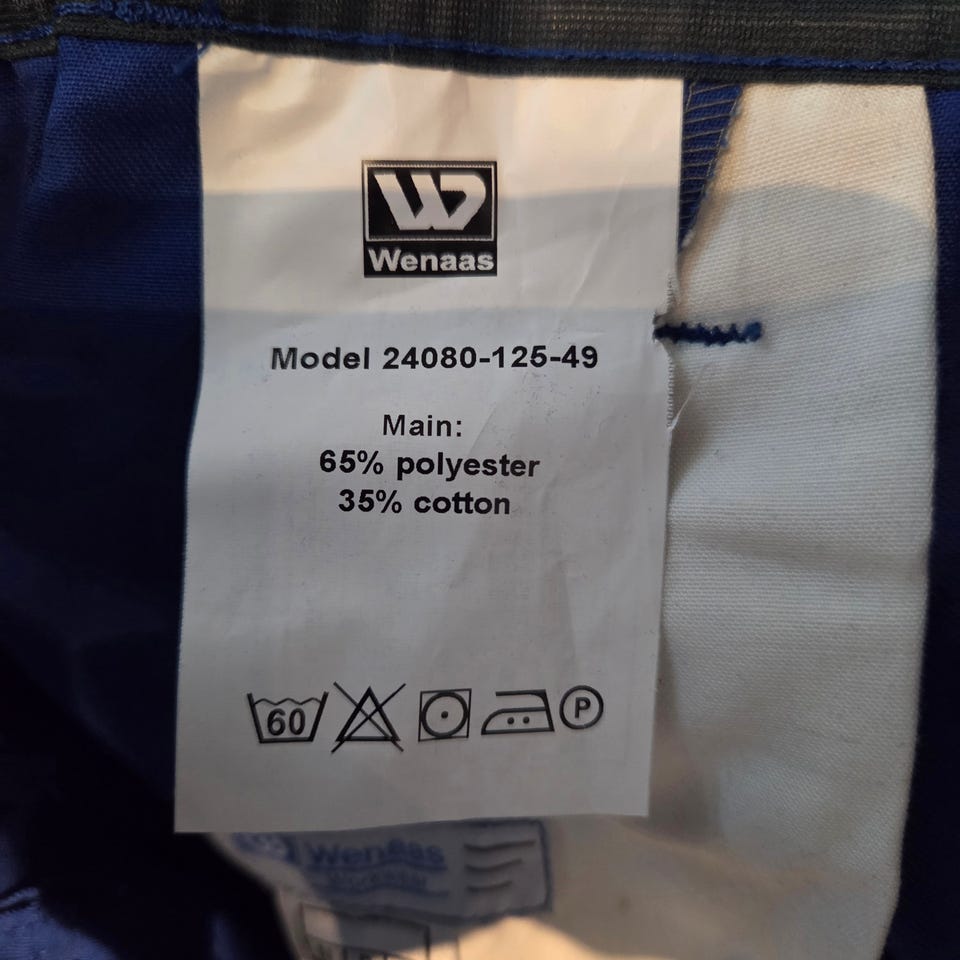 Wenaas
Model 24080-125-49
Main:
65% polyester
35% cotton
60
P
Wenaas